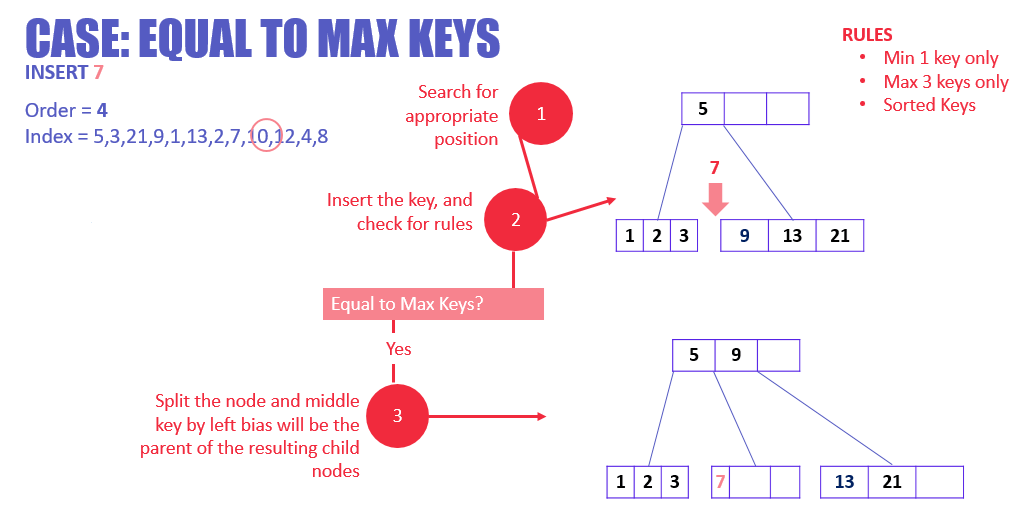 CASE: EQUAL TO MAX KEYS
INSERT 7
Order = 4
Index = 5,3,21,9,1,13,2,7,10,12,4,8
RULES
• Min 1 key only
• Max 3 keys only
• Sorted Keys
Search for
appropriate
position
1
Insert the key, and
check for rules
2
Equal to Max Keys?
Yes
Split the node and middle
key by left bias will be the
parent of the resulting child
nodes
3
5
7
1 2 3 9 13 21
5 9
1 2 3 7 13 21